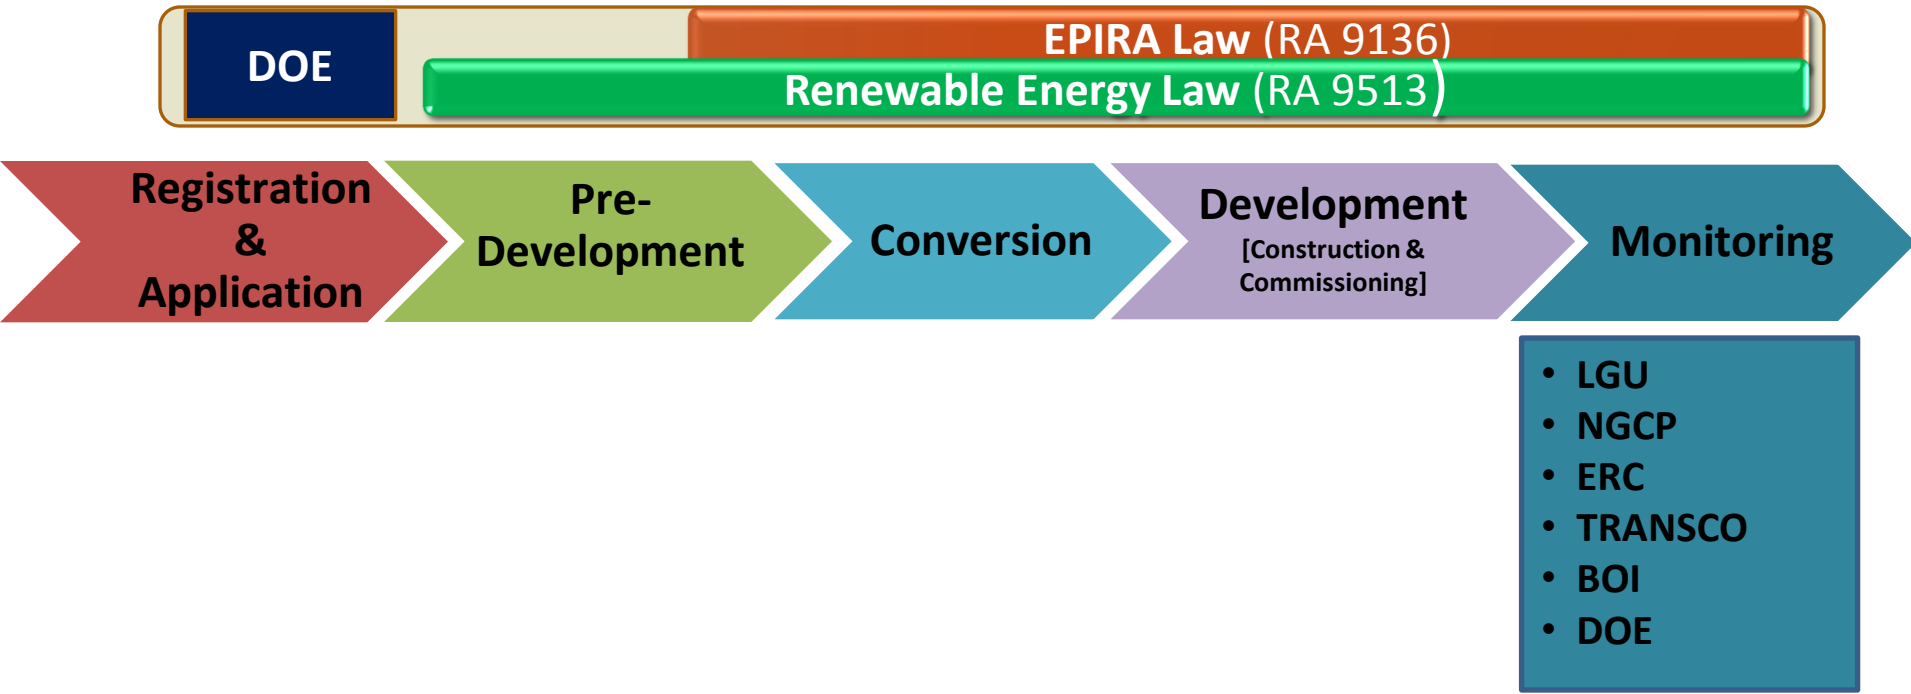 DOE
EPIRA Law (RA 9136)
Renewable Energy Law (RA 9513)
Registration
&
Application
Pre-
Development
Conversion
Development
[Construction &
Commissioning]
Monitoring
• LGU
• NGCP
• ERC
• TRANSCO
• BOI
• DOE